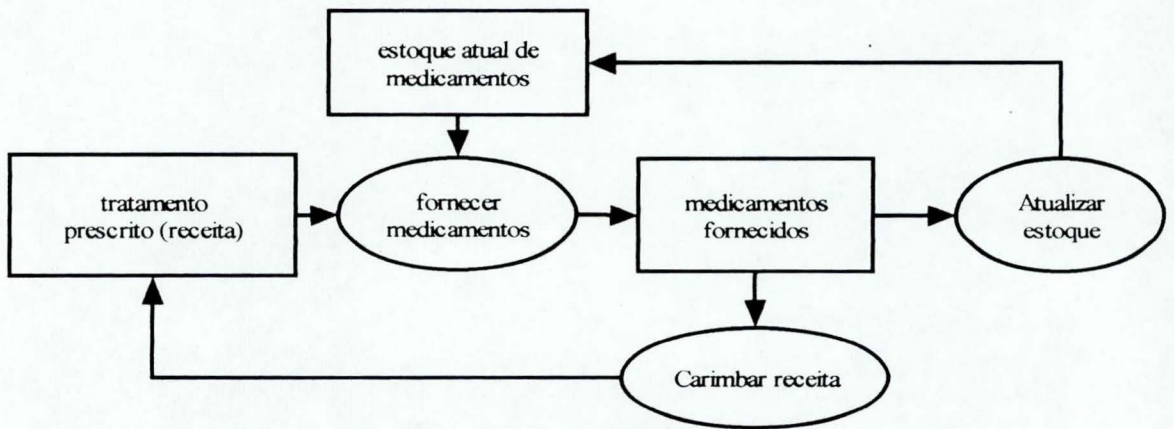 estoque atual de
medicamentos
tratamento
prescrito (receita)
fornecer
medicamentos
medicamentos
fornecidos
Atualizar
estoque
Carimbar receita